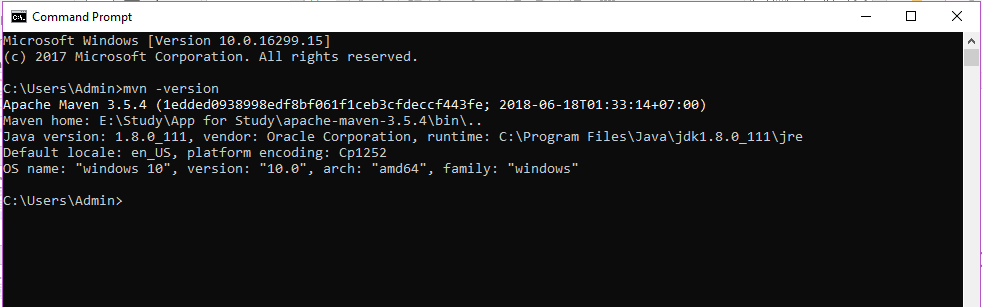 Command Prompt
Microsoft Windows [Version 10.0.16299.15]
(c) 2017 Microsoft Corporation. All rights reserved.
C:\Users\Admin>mvn -version
Apache Maven 3.5.4 (1edded0938998edf8bf061f1ceb3cfdeccf443fe; 2018-06-18T01:33:14+07:00)
Maven home: E:\Study\App for Study\apache-maven-3.5.4\bin\..
Java version: 1.8.0_111, vendor: Oracle Corporation, runtime: C:\Program Files\Java\jdk1.8.0_111\jre
Default locale: en_US, platform encoding: Cp1252
OS name: "windows 10", version: "10.0", arch: "amd64", family: "windows"
C:\Users\Admin>